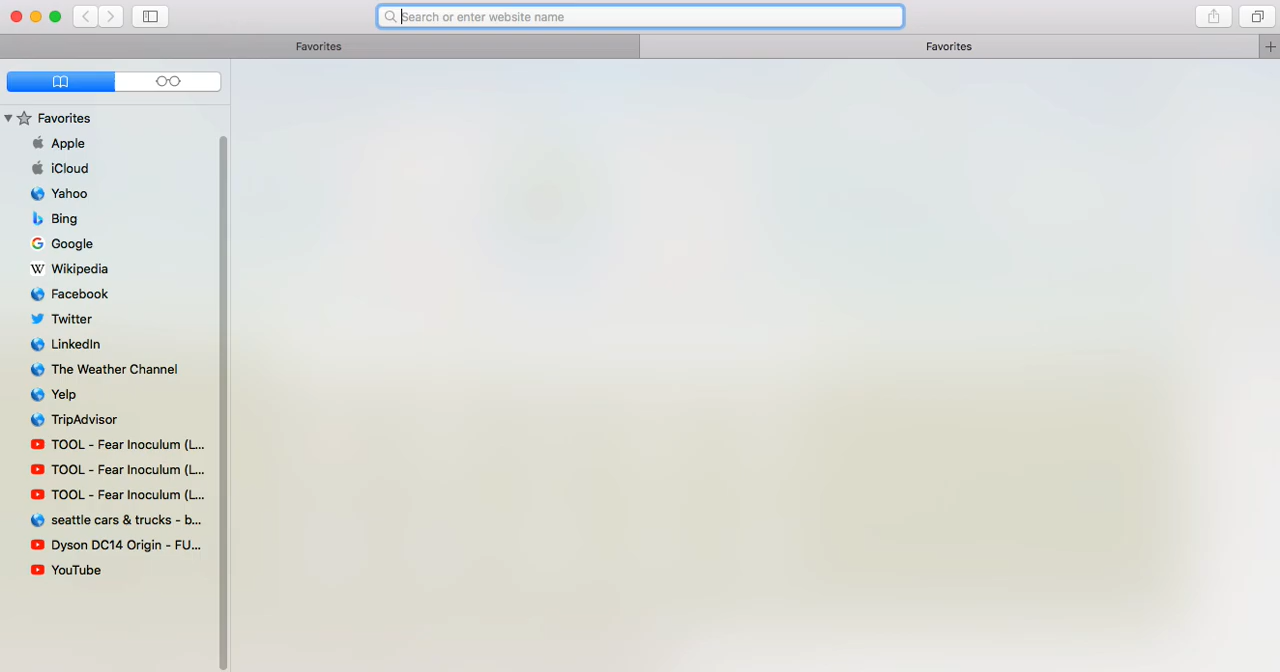 Search or enter website name
Favorites
Favorites
Favorites
Apple
iCloud
Yahoo
Bing
Google
Wikipedia
Facebook
Twitter
LinkedIn
The Weather Channel
Yelp
TripAdvisor
TOOL - Fear Inoculum (L...
TOOL - Fear Inoculum (L...
TOOL - Fear Inoculum (L...
seattle cars & trucks - b...
Dyson DC14 Origin - FU...
YouTube